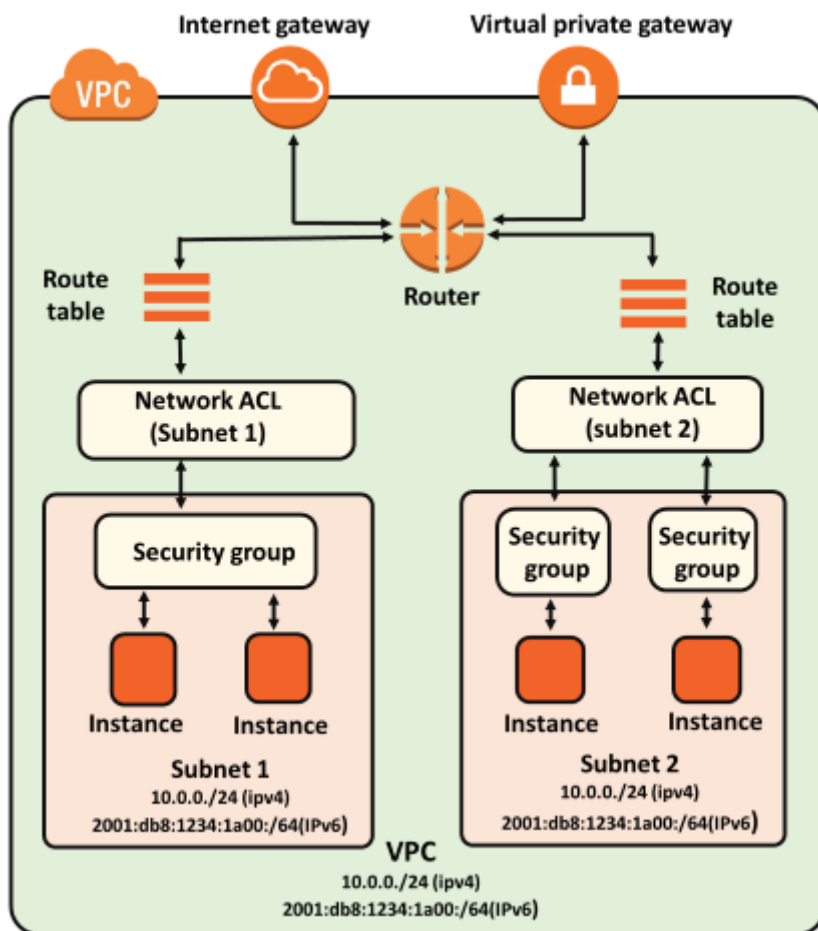 Internet gateway
Virtual private gateway
VPC
Route
table
Router
Route
table
Network ACL
(Subnet 1)
Network ACL
(subnet 2)
Security group
Security
group
Security
group
Instance
Instance
Instance
Instance
Subnet 1
10.0.0./24 (ipv4)
2001:db8:1234:1a00:/64(IPv6)
Subnet 2
10.0.0./24 (ipv4)
2001:db8:1234:1a00:/64(IPv6)
VPC
10.0.0./24 (ipv4)
2001:db8:1234:1a00:/64(IPv6)